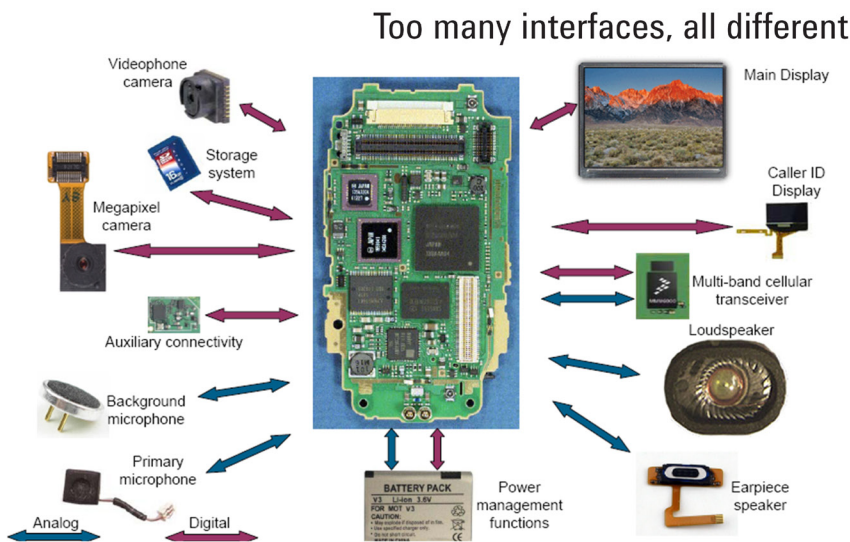 Too many interfaces, all different
Videophone
camera
Main Display
Storage
system
Caller ID
Display
Megapixel
camera
Multi-band cellular
transceiver
Auxiliary connectivity
Loudspeaker
Background
microphone
Primary
microphone
BATTERY PACK
V3 Li-ion 3.6V
FOR MOT V3
CAUTION:
Power
management
functions
Earpiece
speaker
Analog
Digital